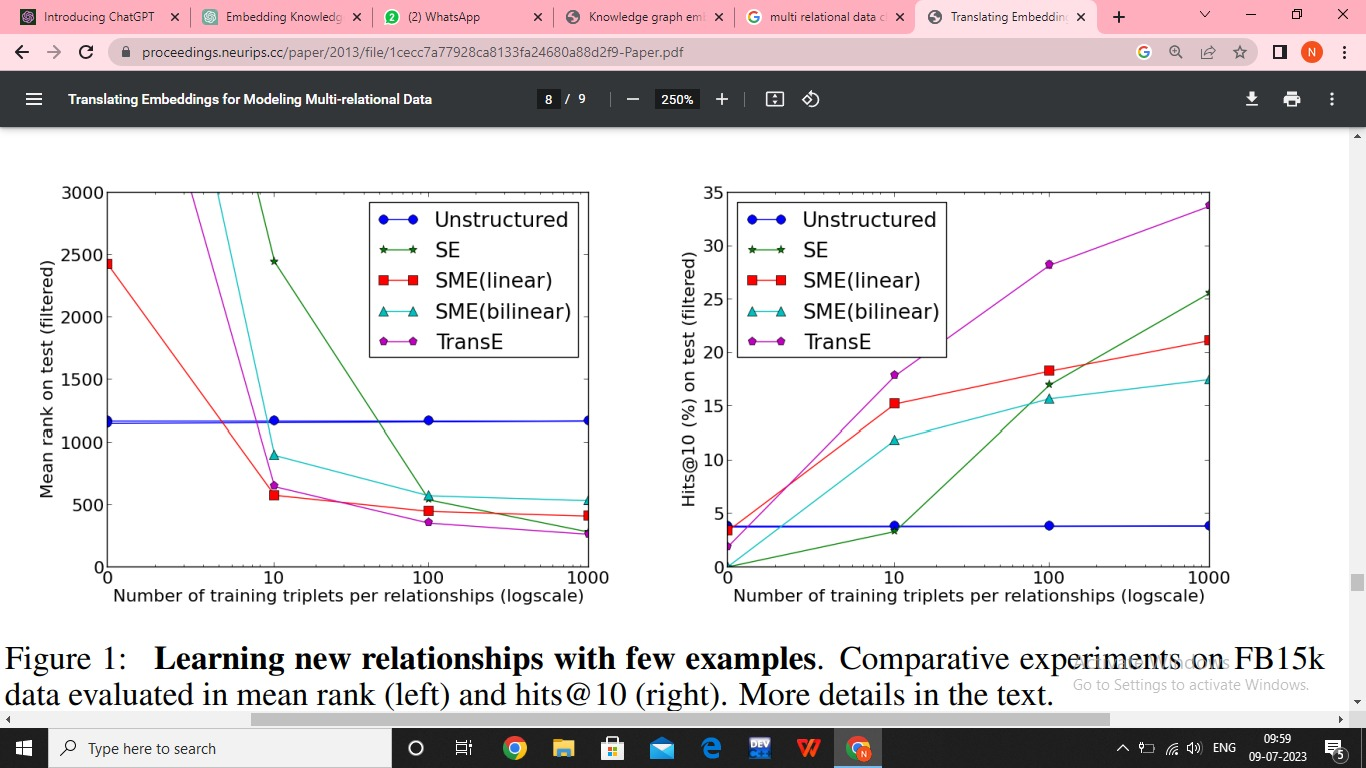 Introducing ChatGPT
Embedding Knowledg
(2) WhatsApp
Knowledge graph em
multi relational data c
Translating Embeddin
proceedings.neurips.cc/paper/2013/file/1cecc7a77928ca8133fa24680a88d2f9-Paper.pdf
N
Translating Embeddings for Modeling Multi-relational Data
8 / 9
250%
3000
2500
2000
1500
1000
500
0
Mean rank on test (filtered)
Unstructured
SE
SME(linear)
SME(bilinear)
TransE
0 10 100 1000
Number of training triplets per relationships (logscale)
35
30
25
20
15
10
5
0
Hits@10 (%) on test (filtered)
Unstructured
SE
SME(linear)
SME(bilinear)
TransE
0 10 100 1000
Number of training triplets per relationships (logscale)
Figure 1: Learning new relationships with few examples. Comparative experiments on FB15k
data evaluated in mean rank (left) and hits@10 (right). More details in the text.
Activate Windows
Go to Settings to activate Windows.
Type here to search
DEV
ENG
09:59
09-07-2023
5